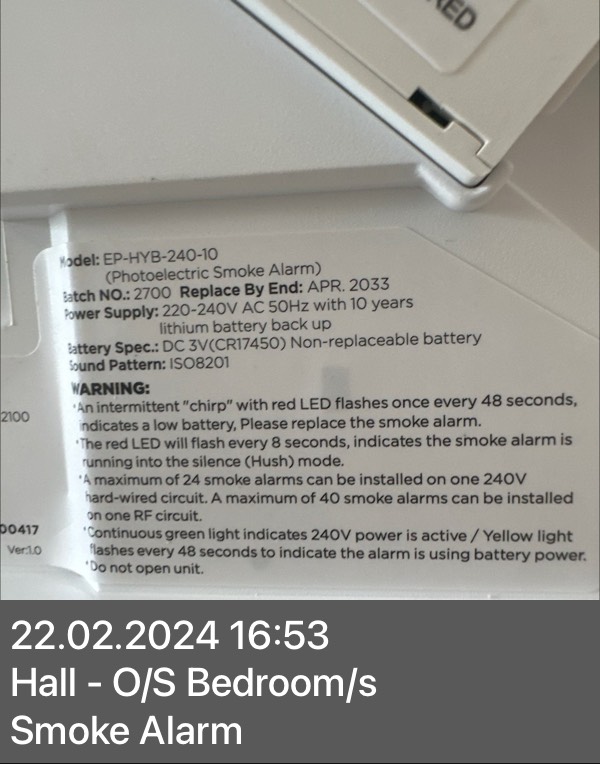 RED
Model: EP-HYB-240-10
(Photoelectric Smoke Alarm)
Batch NO.: 2700 Replace By End: APR. 2033
Power Supply: 220-240V AC 50Hz with 10 years
lithium battery back up
Battery Spec.: DC 3V(CR17450) Non-replaceable battery
Sound Pattern: ISO8201
WARNING:
*An intermittent "chirp" with red LED flashes once every 48 seconds,
indicates a low battery, Please replace the smoke alarm.
*The red LED will flash every 8 seconds, indicates the smoke alarm is
running into the silence (Hush) mode.
*A maximum of 24 smoke alarms can be installed on one 240V
hard-wired circuit. A maximum of 40 smoke alarms can be installed
on one RF circuit.
*Continuous green light indicates 240V power is active / Yellow light
flashes every 48 seconds to indicate the alarm is using battery power.
*Do not open unit.
2100
00417
Ver:1.0
22.02.2024 16:53
Hall - O/S Bedroom/s
Smoke Alarm